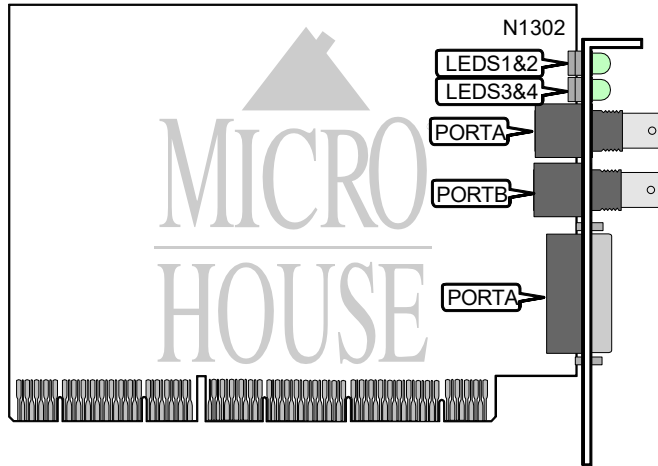 N1302
LEDS1&2
LEDS3&4
PORTA
PORTB
PORTA
MICRO
HOUSE